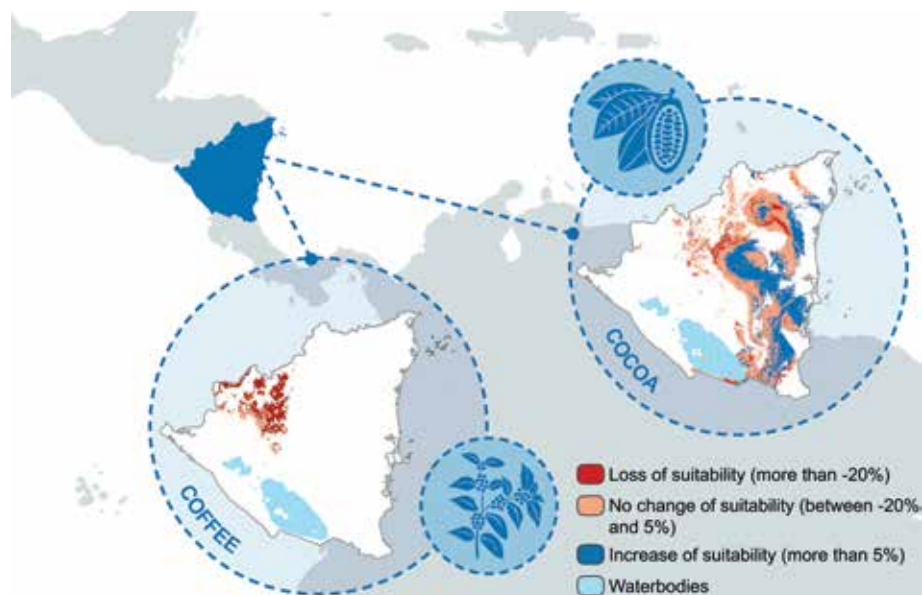 COCOA
COFFEE
Loss of suitability (more than -20%)
No change of suitability (between -20%
and 5%)
Increase of suitability (more than 5%)
Waterbodies